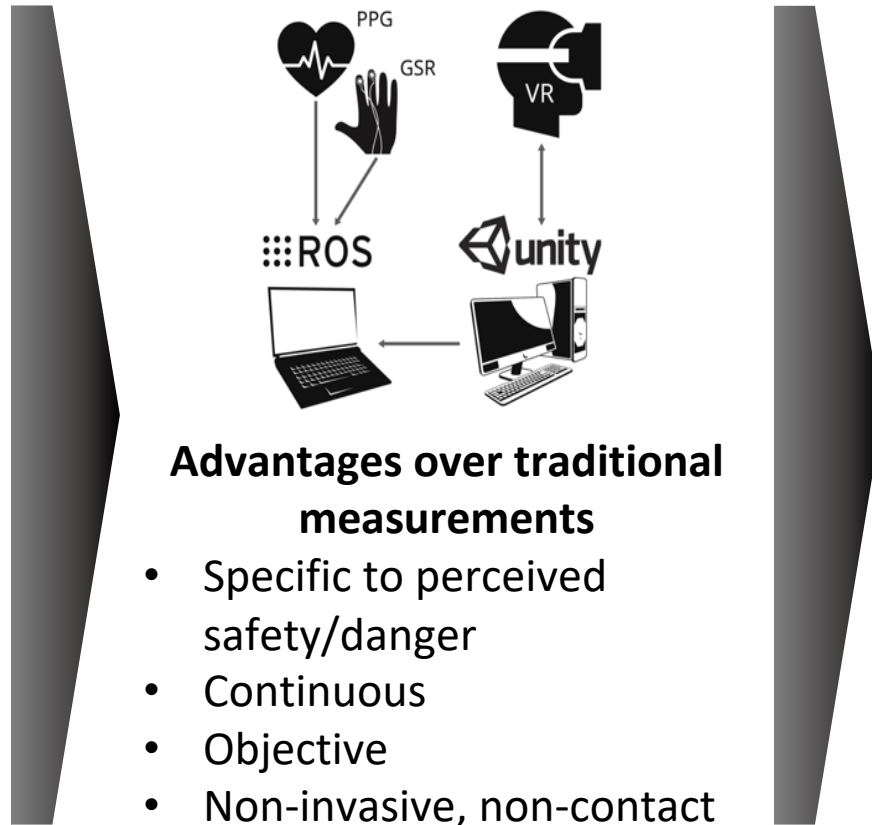 PPG
GSR
VR
ROS
unity
Advantages over traditional
measurements
• Specific to perceived
safety/danger
• Continuous
• Objective
• Non-invasive, non-contact